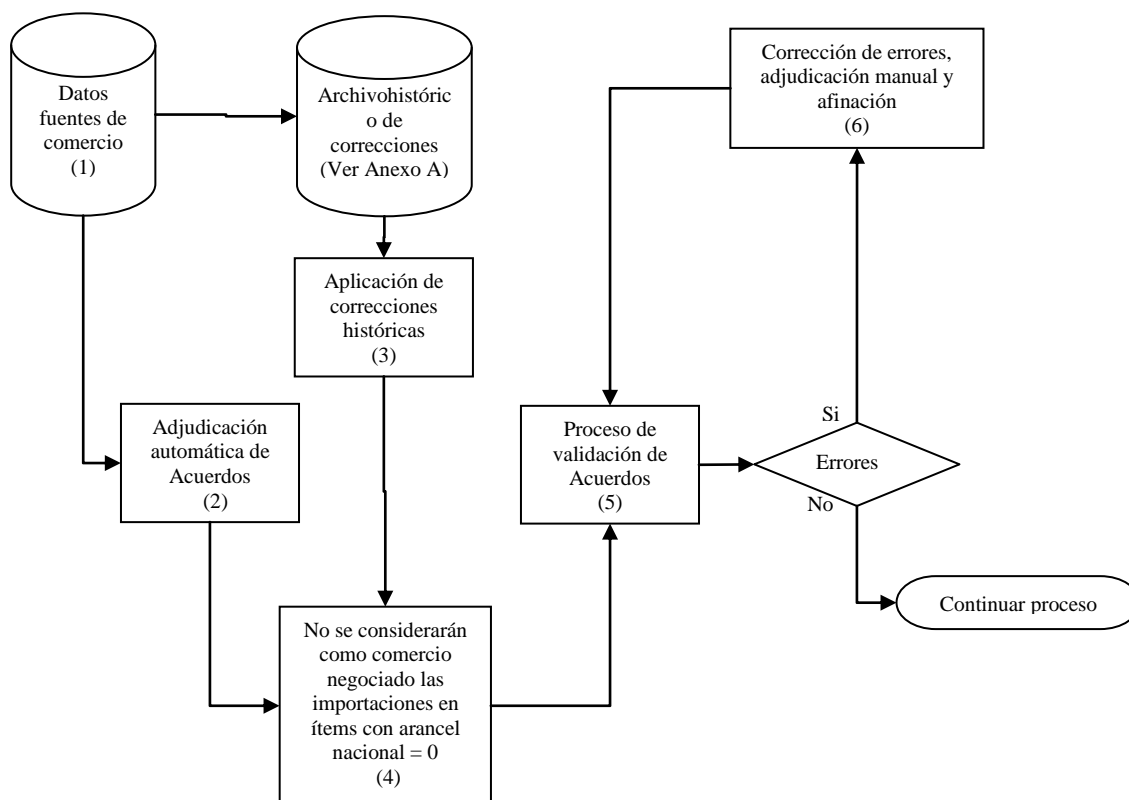 Datos
fuentes de
comercio
(1)
Archivohistóric
o de
correcciones
(Ver Anexo A)
Corrección de errores,
adjudicación manual y
afinación
(6)
Aplicación de
correcciones
históricas
(3)
Adjudicación
automática de
Acuerdos
(2)
Proceso de
validación de
Acuerdos
(5)
Si
Errores
No
Continuar proceso
No se considerarán
como comercio
negociado las
importaciones en
ítems con arancel
nacional = 0
(4)